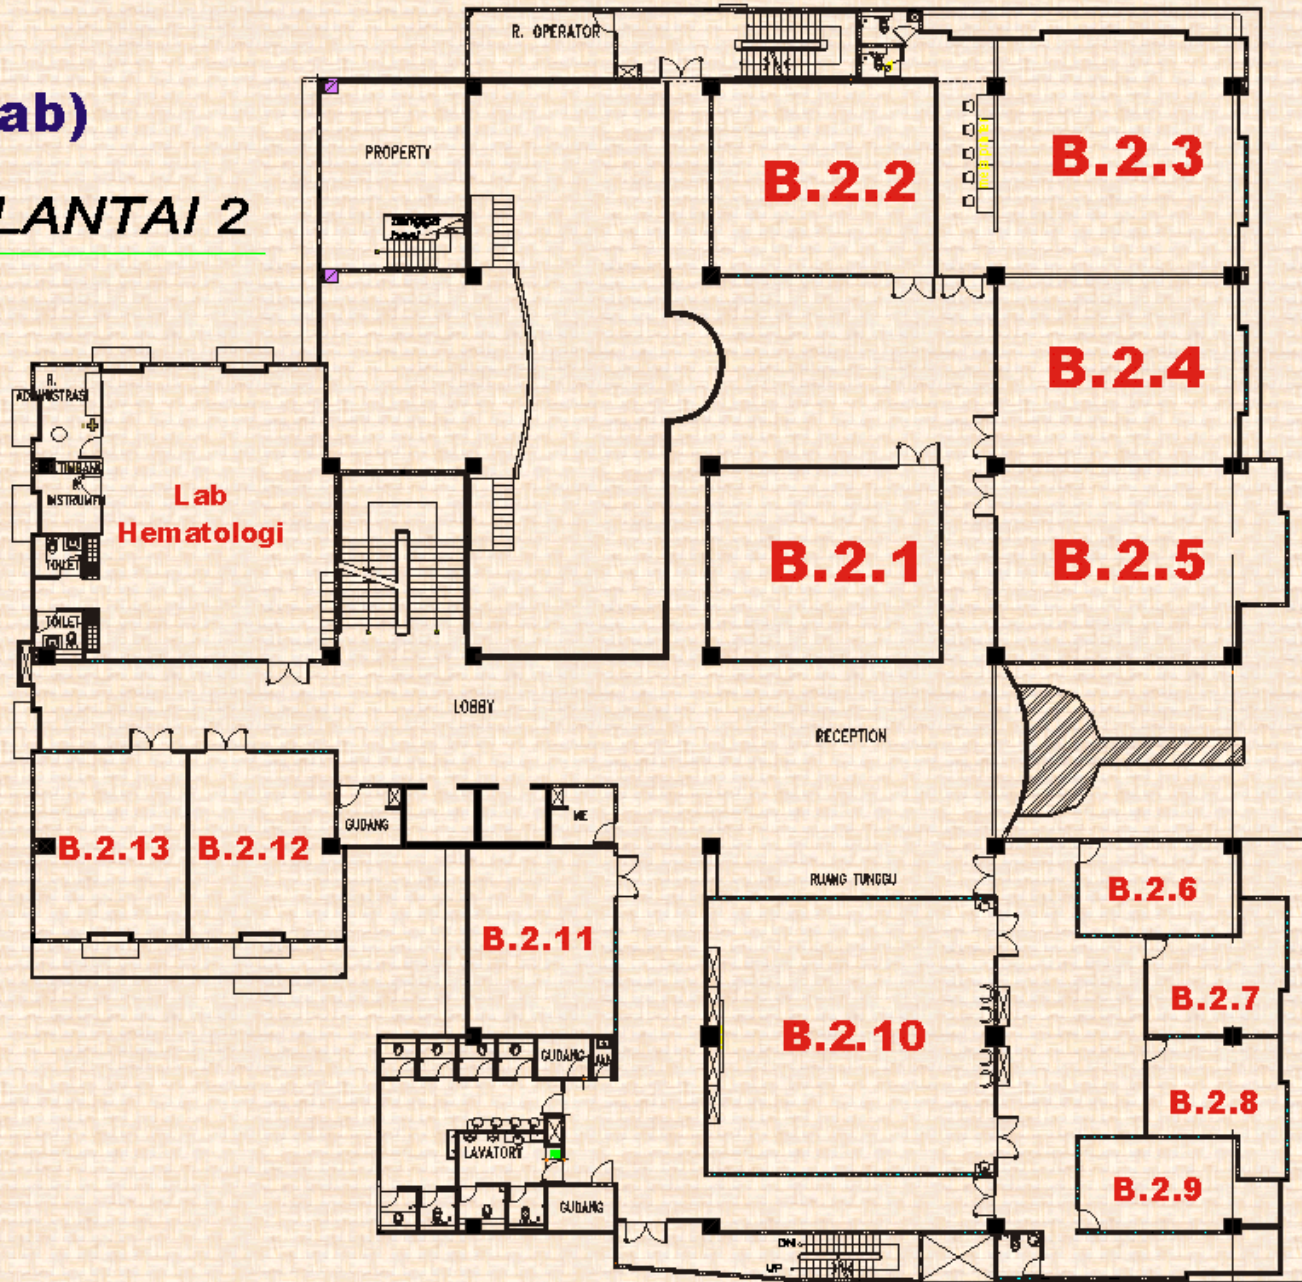 ab)
LANTAI 2
R. OPERATOR
PROPERTY
tangga
besi
B.2.2
B.2.3
B.2.4
R.
ADMINISTRASI
INSTRUMEN
Lab
Hematologi
TOILET
TOILET
B.2.1
B.2.5
LOBBY
RECEPTION
GUDANG
ME
B.2.13
B.2.12
RUANG TUNGGU
B.2.6
B.2.11
B.2.7
B.2.10
GUDANG
B.2.8
LAVATORY
B.2.9
GUDANG
DN
UP